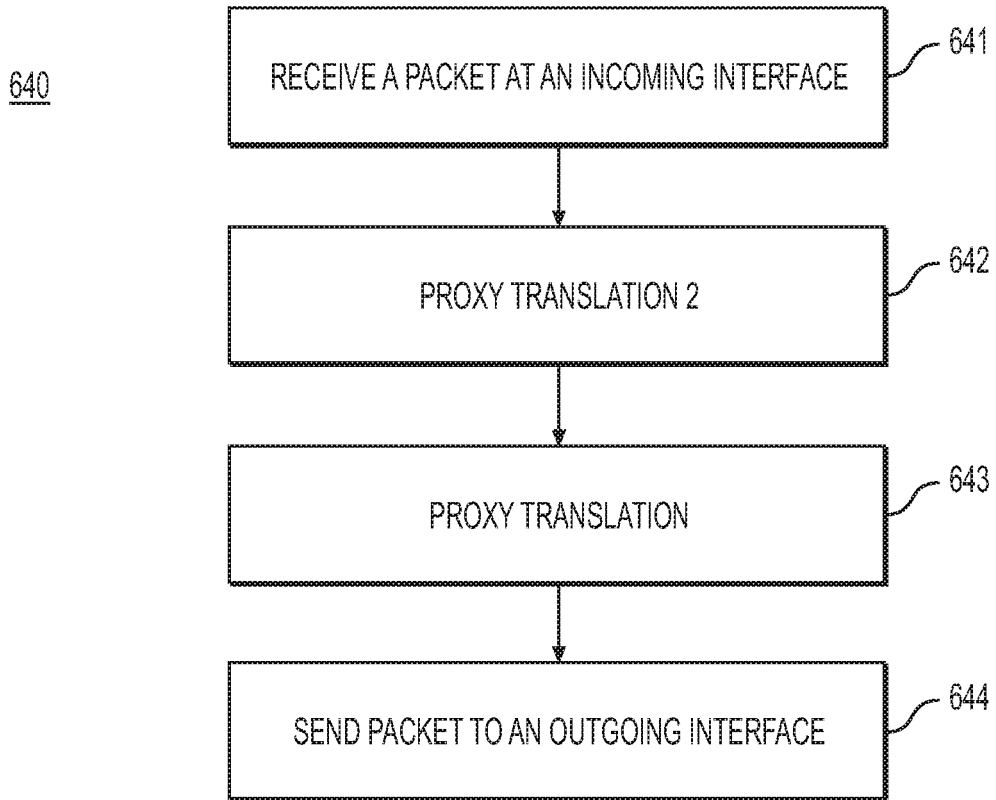 640
RECEIVE A PACKET AT AN INCOMING INTERFACE
641
PROXY TRANSLATION 2
642
PROXY TRANSLATION
643
SEND PACKET TO AN OUTGOING INTERFACE
644